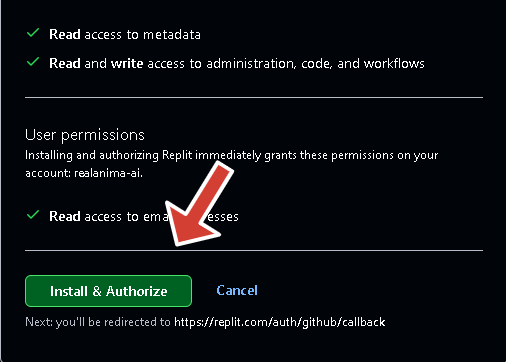 Read access to metadata
Read and write access to administration, code, and workflows
User permissions
Installing and authorizing Replit immediately grants these permissions on your
account: realanima-ai.
Read access to ema esses
Install & Authorize
Cancel
Next: you'll be redirected to https://replit.com/auth/github/callback